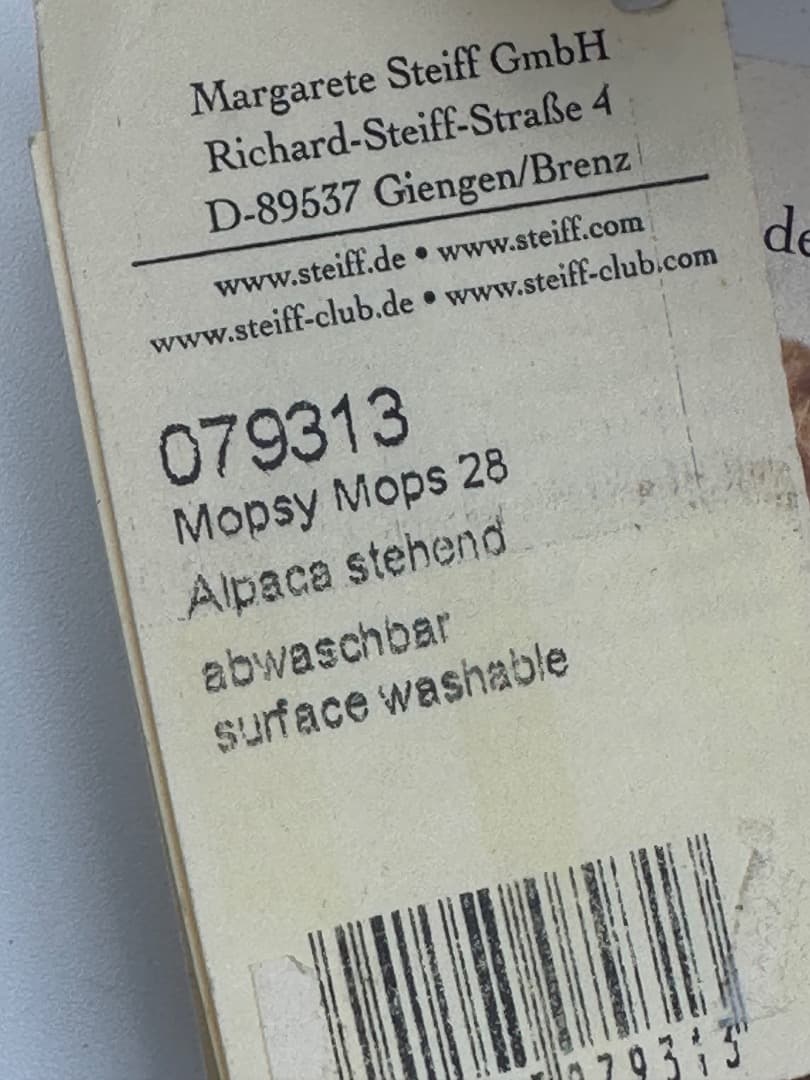 Margarete Steiff GmbH
Richard-Steiff-Straße 4
D-89537 Giengen/Brenz
www.steiff.de • www.steiff.com
www.steiff-club.de • www.steiff-club.com
de
079313
Mopsy Mops 28
Alpaca stehend
abwaschbar
surface washable